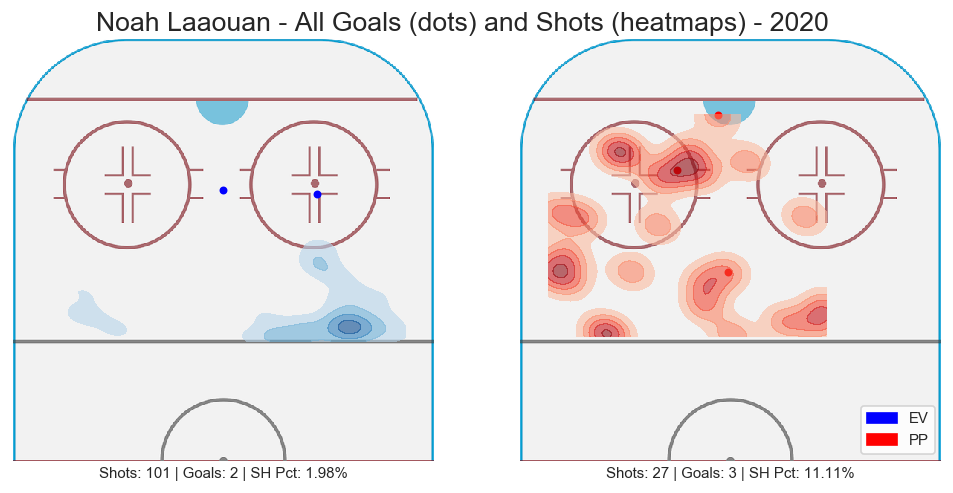 Noah Laaouan - All Goals (dots) and Shots (heatmaps) - 2020
EV
PP
Shots: 101 | Goals: 2 | SH Pct: 1.98%
Shots: 27 | Goals: 3 | SH Pct: 11.11%